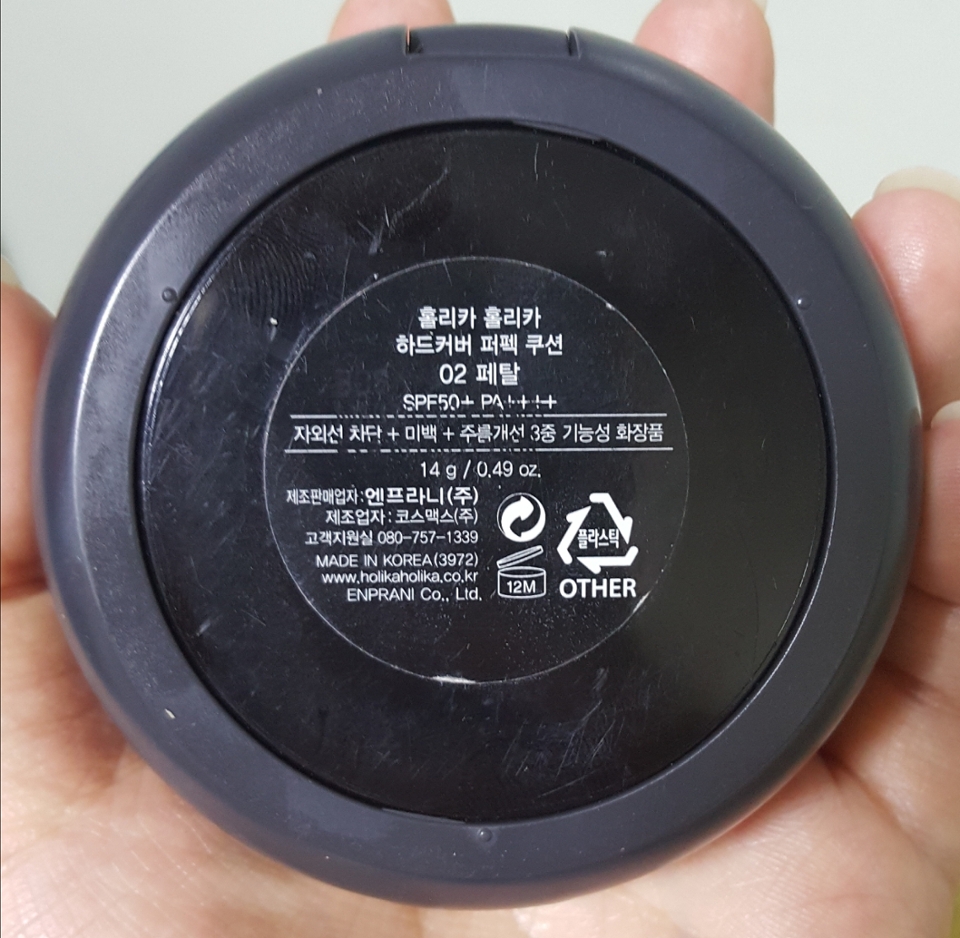 홀리카 홀리카
하드커버 퍼펙 쿠션
02 페탈
SPF50+ PA++++
자외선 차단 + 미백 + 주름개선 3중 기능성 화장품
14 g / 0.49 oz.
제조판매업자:엔프라니(주)
제조업자: 코스맥스(주)
고객지원실 080-757-1339
MADE IN KOREA(3972)
www.holikaholika.co.kr
ENPRANI Co., Ltd.
12M
플라스틱
OTHER